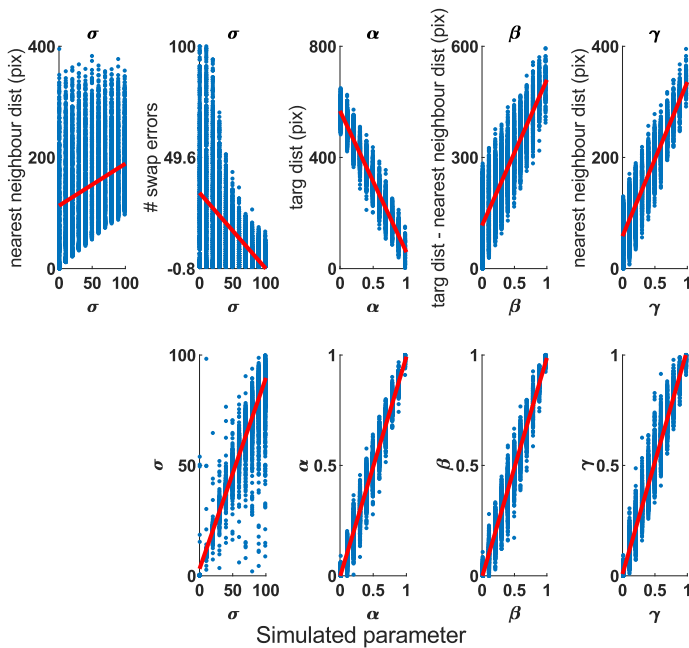 σ
σ
α
β
γ
nearest neighbour dist (pix)
400
200
0
0 50 100
σ
# swap errors
100
49.6
-0.8
0 50 100
σ
targ dist (pix)
800
400
0
0 0.5 1
α
targ dist - nearest neighbour dist (pix)
600
300
0
0 0.5 1
β
nearest neighbour dist (pix)
400
200
0
0 0.5 1
γ
σ
100
50
0
0 50 100
σ
α
1
0.5
0
0 0.5 1
α
β
1
0.5
0
0 0.5 1
β
γ
1
0.5
0
0 0.5 1
γ
Simulated parameter